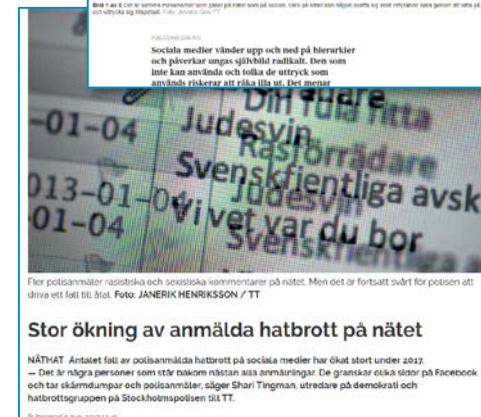 Sociala medier vänder upp och ned på hierarkier
och påverkar ungas självbild radikalt. Den som
inte kan använda och tolka de uttryck som
används riskerar att råka illa ut. Det menar
Din fula fitta
-01-04 Judesvin
Rasförrädare
Svenskfientliga avsk
013-01-04 Judesvin
-01-04 Vi vet var du bor
Svenskfientliga
Fler polisanmäler rasistiska och sexistiska kommentarer på nätet. Men det är fortsatt svårt för polisen att
driva ett fall till åtal. Foto: JANERIK HENRIKSSON / TT
Stor ökning av anmälda hatbrott på nätet
NÄTHAT Antalet fall av polisanmälda hatbrott på sociala medier har ökat stort under 2017.
— Det är några personer som står bakom nästan alla anmälningar. De granskar olika sidor på Facebook
och tar skärmdumpar och polisanmäler, säger Shari Tingman, utredare på demokrati och
hatbrottsgruppen på Stockholmspolisen till TT.